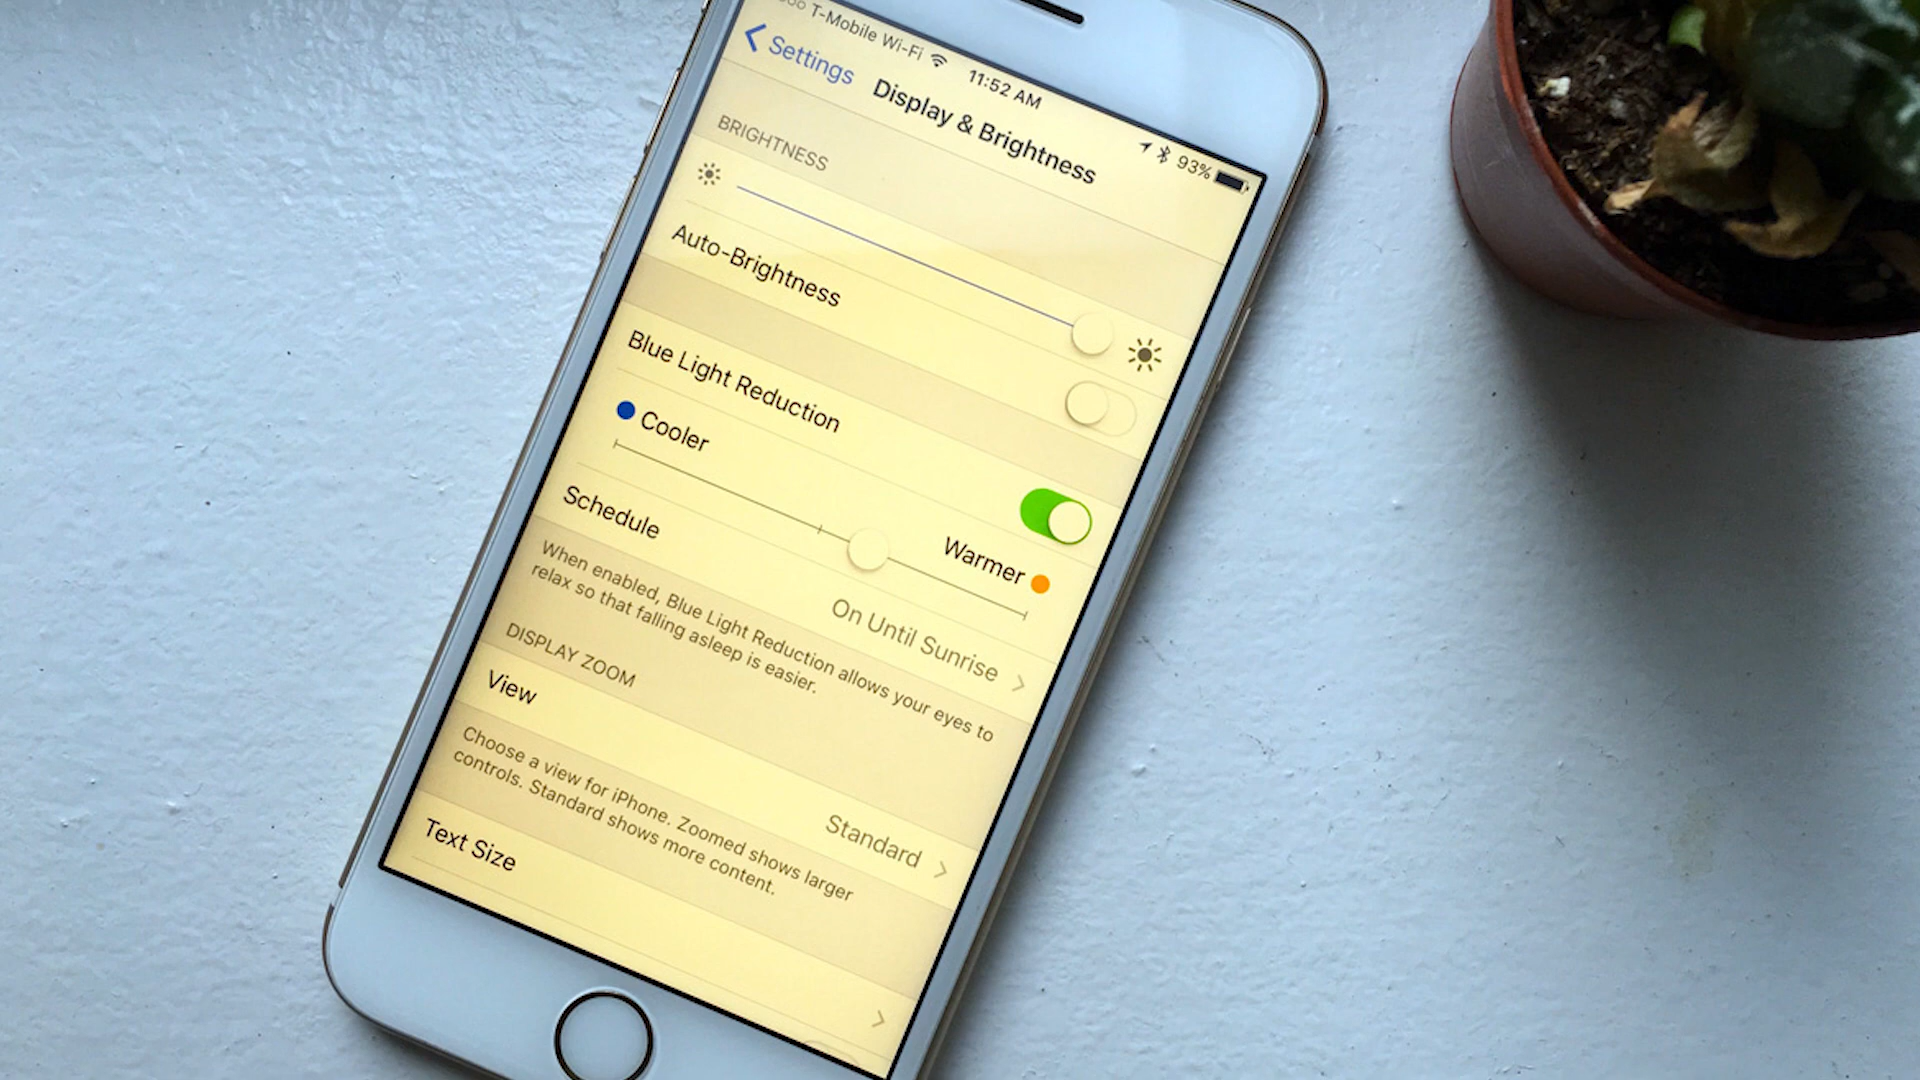 T-Mobile Wi-Fi 11:52 AM 93%
Settings Display & Brightness
BRIGHTNESS
Auto-Brightness
Blue Light Reduction
Cooler Warmer
Schedule On Until Sunrise
When enabled, Blue Light Reduction allows your eyes to
relax so that falling asleep is easier.
DISPLAY ZOOM
View Standard
Choose a view for iPhone. Zoomed shows larger
controls. Standard shows more content.
Text Size